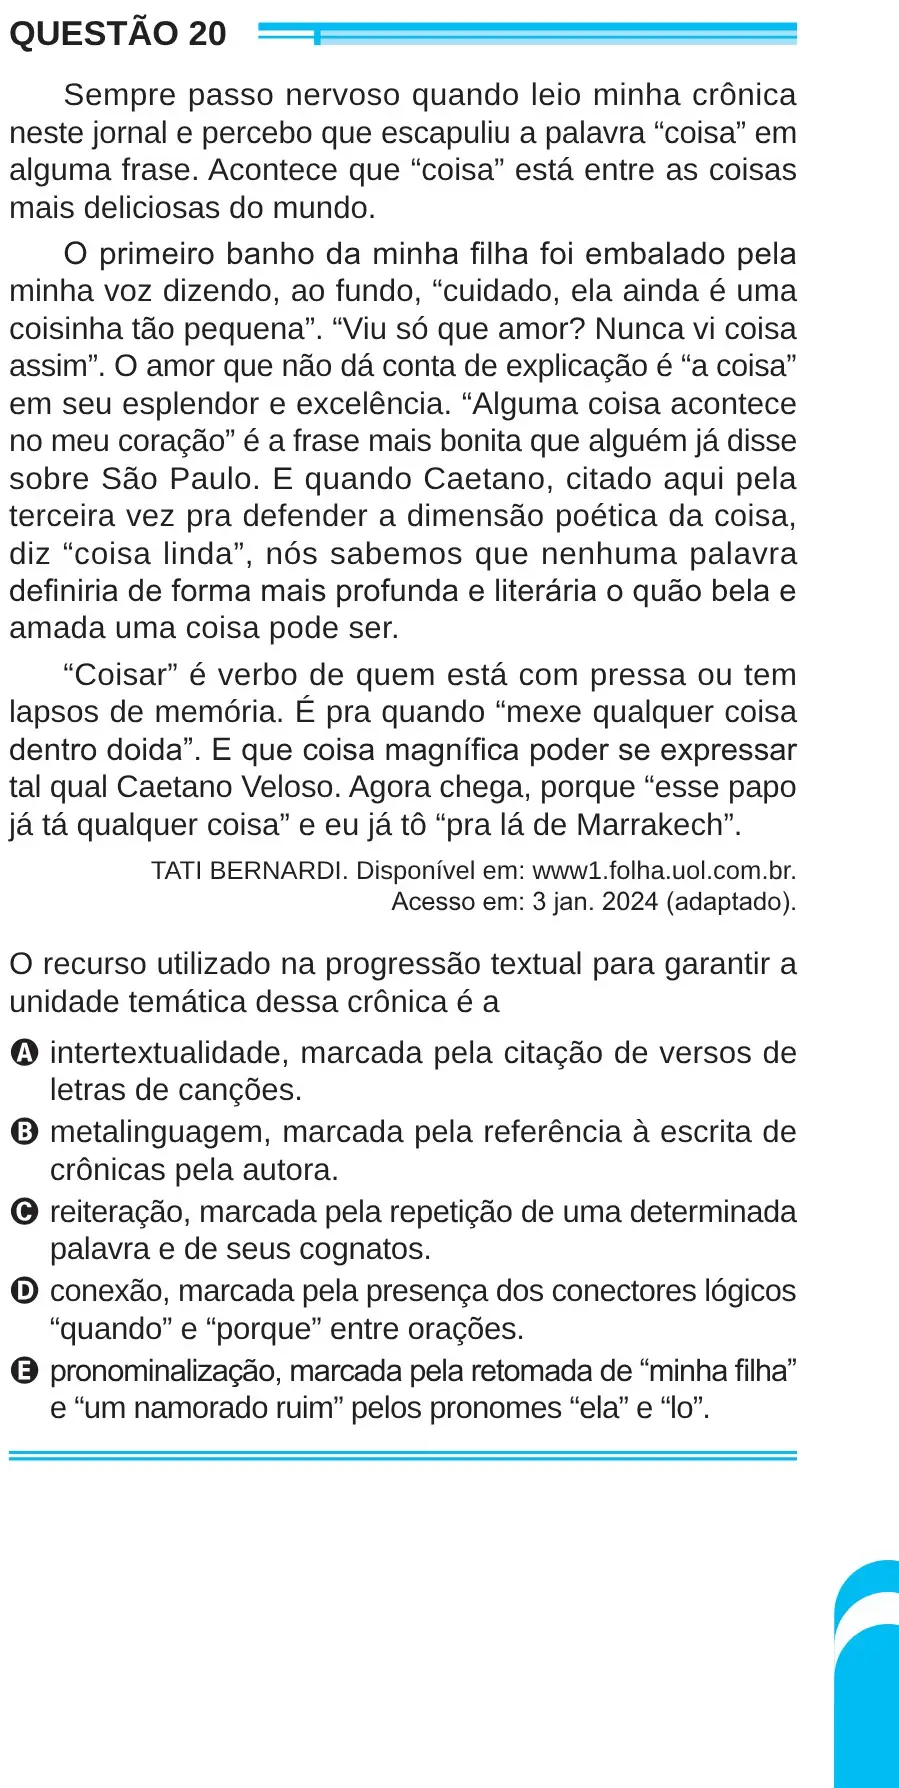 QUESTÃO 20
Sempre passo nervoso quando leio minha crônica
neste jornal e percebo que escapuliu a palavra “coisa” em
alguma frase. Acontece que “coisa” está entre as coisas
mais deliciosas do mundo.
O primeiro banho da minha filha foi embalado pela
minha voz dizendo, ao fundo, “cuidado, ela ainda é uma
coisinha tão pequena”. “Viu só que amor? Nunca vi coisa
assim”. O amor que não dá conta de explicação é “a coisa”
em seu esplendor e excelência. “Alguma coisa acontece
no meu coração” é a frase mais bonita que alguém já disse
sobre São Paulo. E quando Caetano, citado aqui pela
terceira vez pra defender a dimensão poética da coisa,
diz “coisa linda”, nós sabemos que nenhuma palavra
definiria de forma mais profunda e literária o quão bela e
amada uma coisa pode ser.
“Coisar” é verbo de quem está com pressa ou tem
lapsos de memória. É pra quando “mexe qualquer coisa
dentro doida”. E que coisa magnífica poder se expressar
tal qual Caetano Veloso. Agora chega, porque “esse papo
já tá qualquer coisa” e eu já tô “pra lá de Marrakech”.
TATI BERNARDI. Disponível em: www1.folha.uol.com.br.
Acesso em: 3 jan. 2024 (adaptado).
O recurso utilizado na progressão textual para garantir a
unidade temática dessa crônica é a
A intertextualidade, marcada pela citação de versos de
letras de canções.
B metalinguagem, marcada pela referência à escrita de
crônicas pela autora.
C reiteração, marcada pela repetição de uma determinada
palavra e de seus cognatos.
D conexão, marcada pela presença dos conectores lógicos
“quando” e “porque” entre orações.
E pronominalização, marcada pela retomada de “minha filha”
e “um namorado ruim” pelos pronomes “ela” e “lo”.